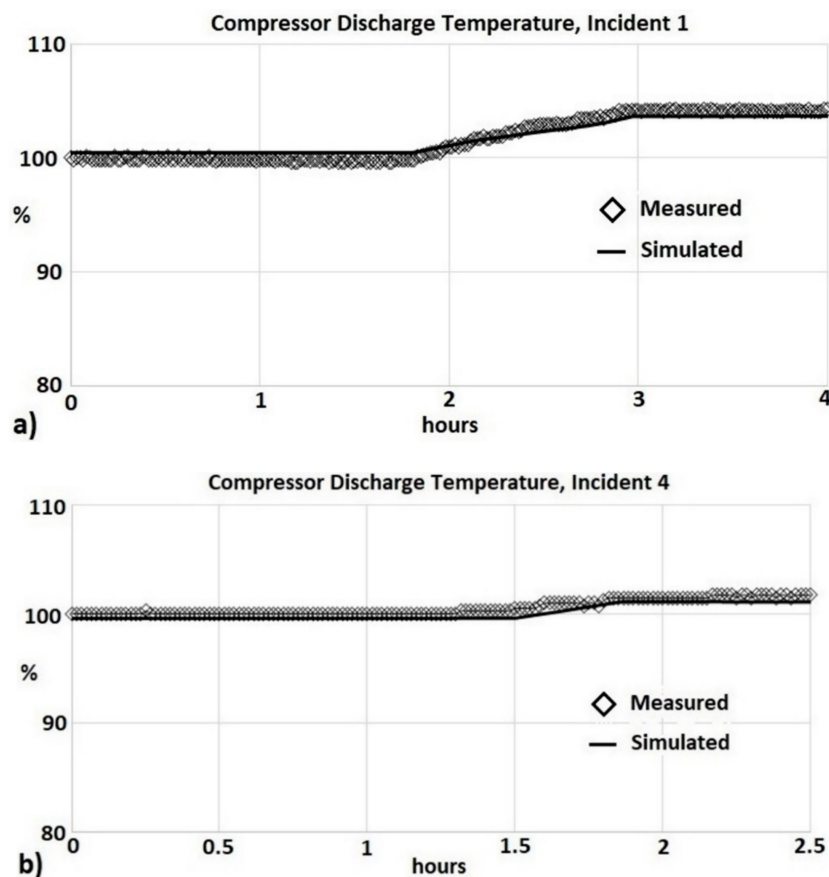 Compressor Discharge Temperature, Incident 1
110
100
%
90
80
Measured
Simulated
0 1 2 3 4
a)
hours
Compressor Discharge Temperature, Incident 4
110
100
%
90
80
Measured
Simulated
0 0.5 1 1.5 2 2.5
b)
hours